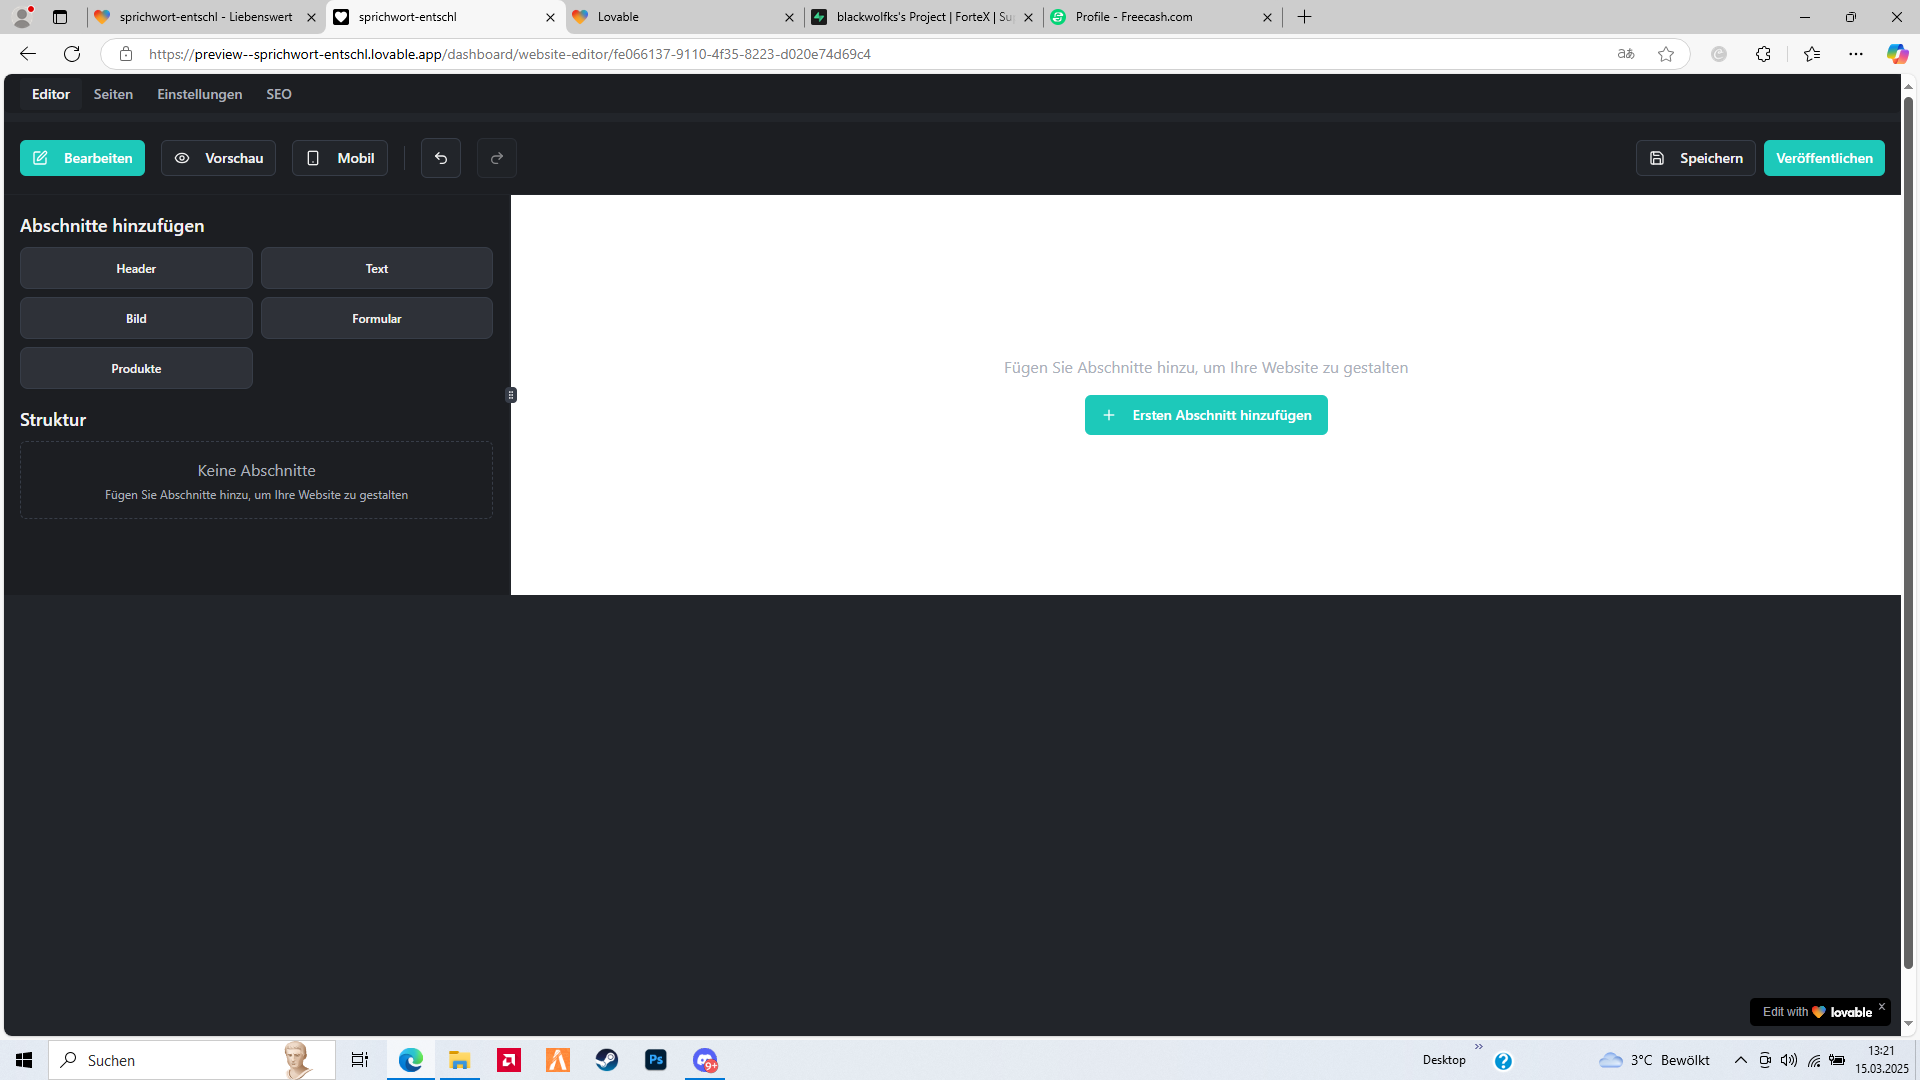 sprichwort-entschl - Liebenswert
sprichwort-entschl
Lovable
blackwolfks's Project | ForteX | Su
Profile - Freecash.com
https://preview--sprichwort-entschl.lovable.app/dashboard/website-editor/fe066137-9110-4f35-8223-d020e74d69c4
Editor Seiten Einstellungen SEO
Bearbeiten Vorschau Mobil Speichern Veröffentlichen
Abschnitte hinzufügen
Header Text
Bild Formular
Produkte
Struktur
Keine Abschnitte
Fügen Sie Abschnitte hinzu, um Ihre Website zu gestalten
Fügen Sie Abschnitte hinzu, um Ihre Website zu gestalten
Ersten Abschnitt hinzufügen
Edit with lovable
Suchen
Ps
9+
Desktop
3°C Bewölkt
13:21
15.03.2025